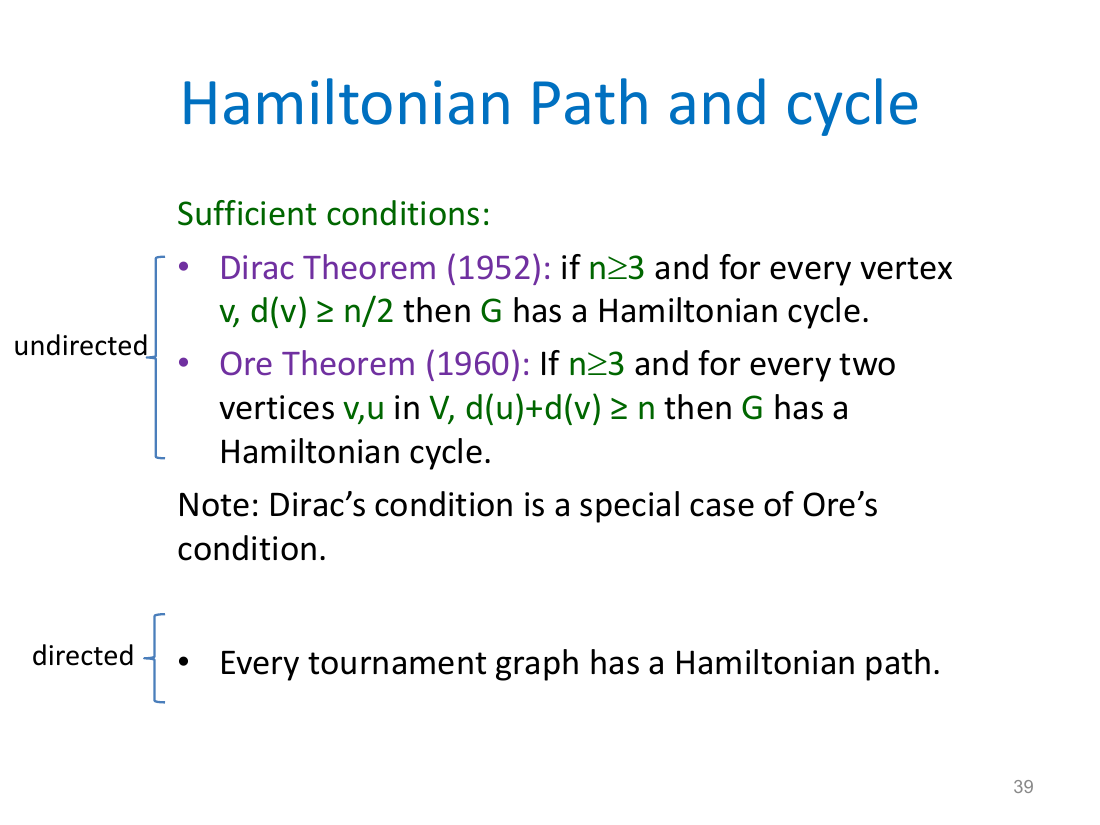 Hamiltonian Path and cycle
Sufficient conditions:
• Dirac Theorem (1952): if n≥3 and for every vertex
v, d(v) ≥ n/2 then G has a Hamiltonian cycle.
undirected
• Ore Theorem (1960): If n≥3 and for every two
vertices v,u in V, d(u)+d(v) ≥ n then G has a
Hamiltonian cycle.
Note: Dirac’s condition is a special case of Ore’s
condition.
directed
• Every tournament graph has a Hamiltonian path.
39